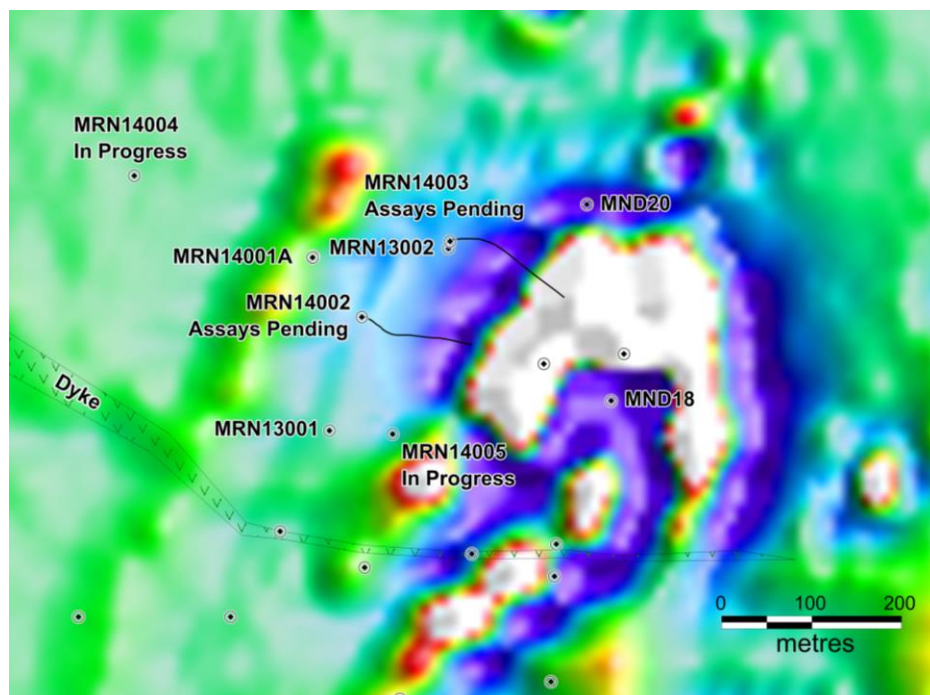 MRN14004
In Progress
MRN14003
Assays Pending
MND20
MRN13002
MRN14001A
MRN14002
Assays Pending
Dyke
MND18
MRN13001
MRN14005
In Progress
0 100 200
metres